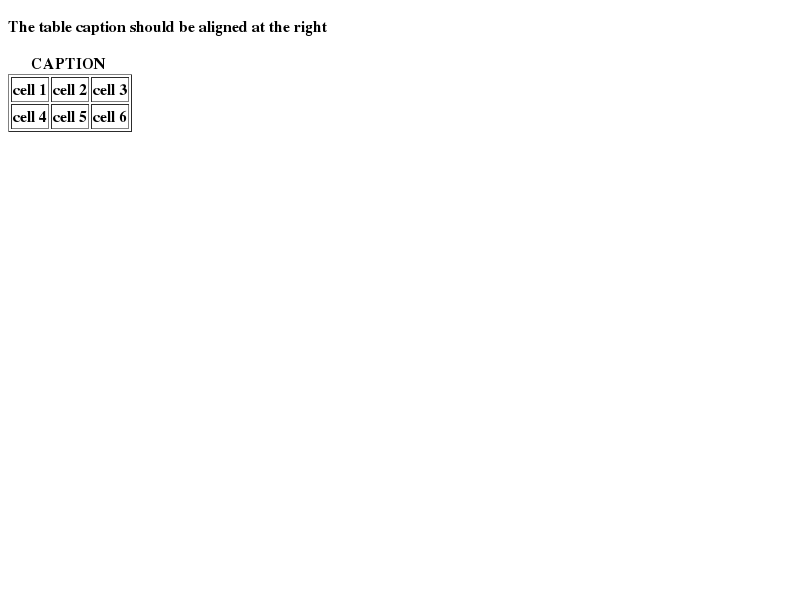 The table caption should be aligned at the right
CAPTION
cell 1 cell 2 cell 3
cell 4 cell 5 cell 6